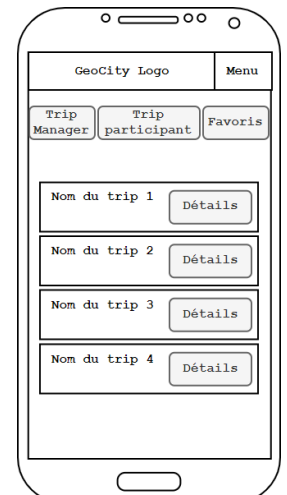 GeoCity Logo Menu
Trip Manager Trip participant Favoris
Nom du trip 1 Détails
Nom du trip 2 Détails
Nom du trip 3 Détails
Nom du trip 4 Détails